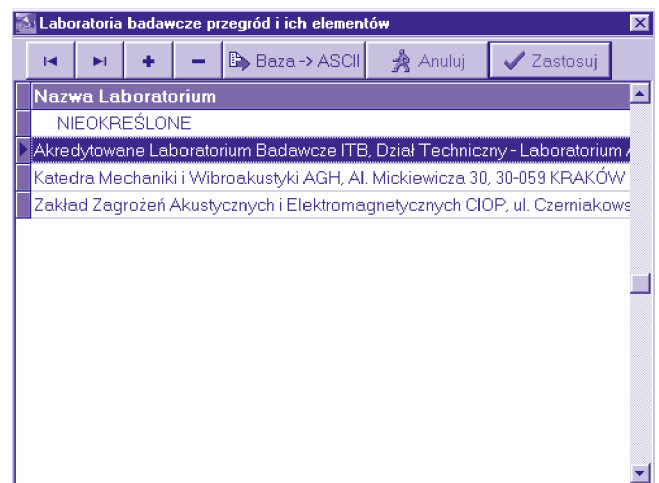 Laboratoria badawcze przegród i ich elementów
Baza -> ASCII Anuluj Zastosuj
Nazwa Laboratorium
NIEOKREŚLONE
Akredytowane Laboratorium Badawcze ITB, Dział Techniczny - Laboratorium
Katedra Mechaniki i Wibroakustyki AGH, Al. Mickiewicza 30, 30-059 KRAKÓW
Zakład Zagrożeń Akustycznych i Elektromagnetycznych CIOP, ul. Czerniakows